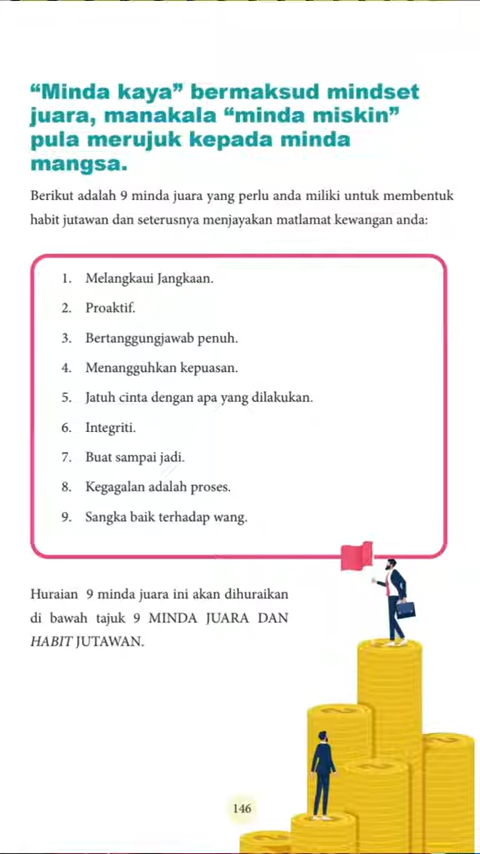 “Minda kaya” bermaksud mindset
juara, manakala “minda miskin”
pula merujuk kepada minda
mangsa.
Berikut adalah 9 minda juara yang perlu anda miliki untuk membentuk
habit jutawan dan seterusnya menjayakan matlamat kewangan anda:
1. Melangkaui Jangkaan.
2. Proaktif.
3. Bertanggungjawab penuh.
4. Menangguhkan kepuasan.
5. Jatuh cinta dengan apa yang dilakukan.
6. Integriti.
7. Buat sampai jadi.
8. Kegagalan adalah proses.
9. Sangka baik terhadap wang.
Huraian 9 minda juara ini akan dihuraikan
di bawah tajuk 9 MINDA JUARA DAN
HABIT JUTAWAN.
146